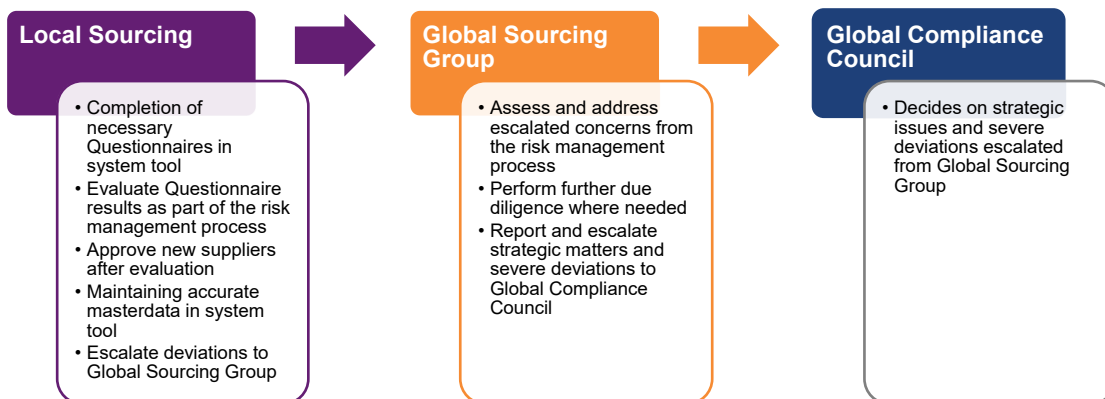 Local Sourcing
• Completion of
necessary
Questionnaires in
system tool
• Evaluate Questionnaire
results as part of the risk
management process
• Approve new suppliers
after evaluation
• Maintaining accurate
masterdata in system
tool
• Escalate deviations to
Global Sourcing Group
Global Sourcing
Group
• Assess and address
escalated concerns from
the risk management
process
• Perform further due
diligence where needed
• Report and escalate
strategic matters and
severe deviations to
Global Compliance
Council
Global Compliance
Council
• Decides on strategic
issues and severe
deviations escalated
from Global Sourcing
Group